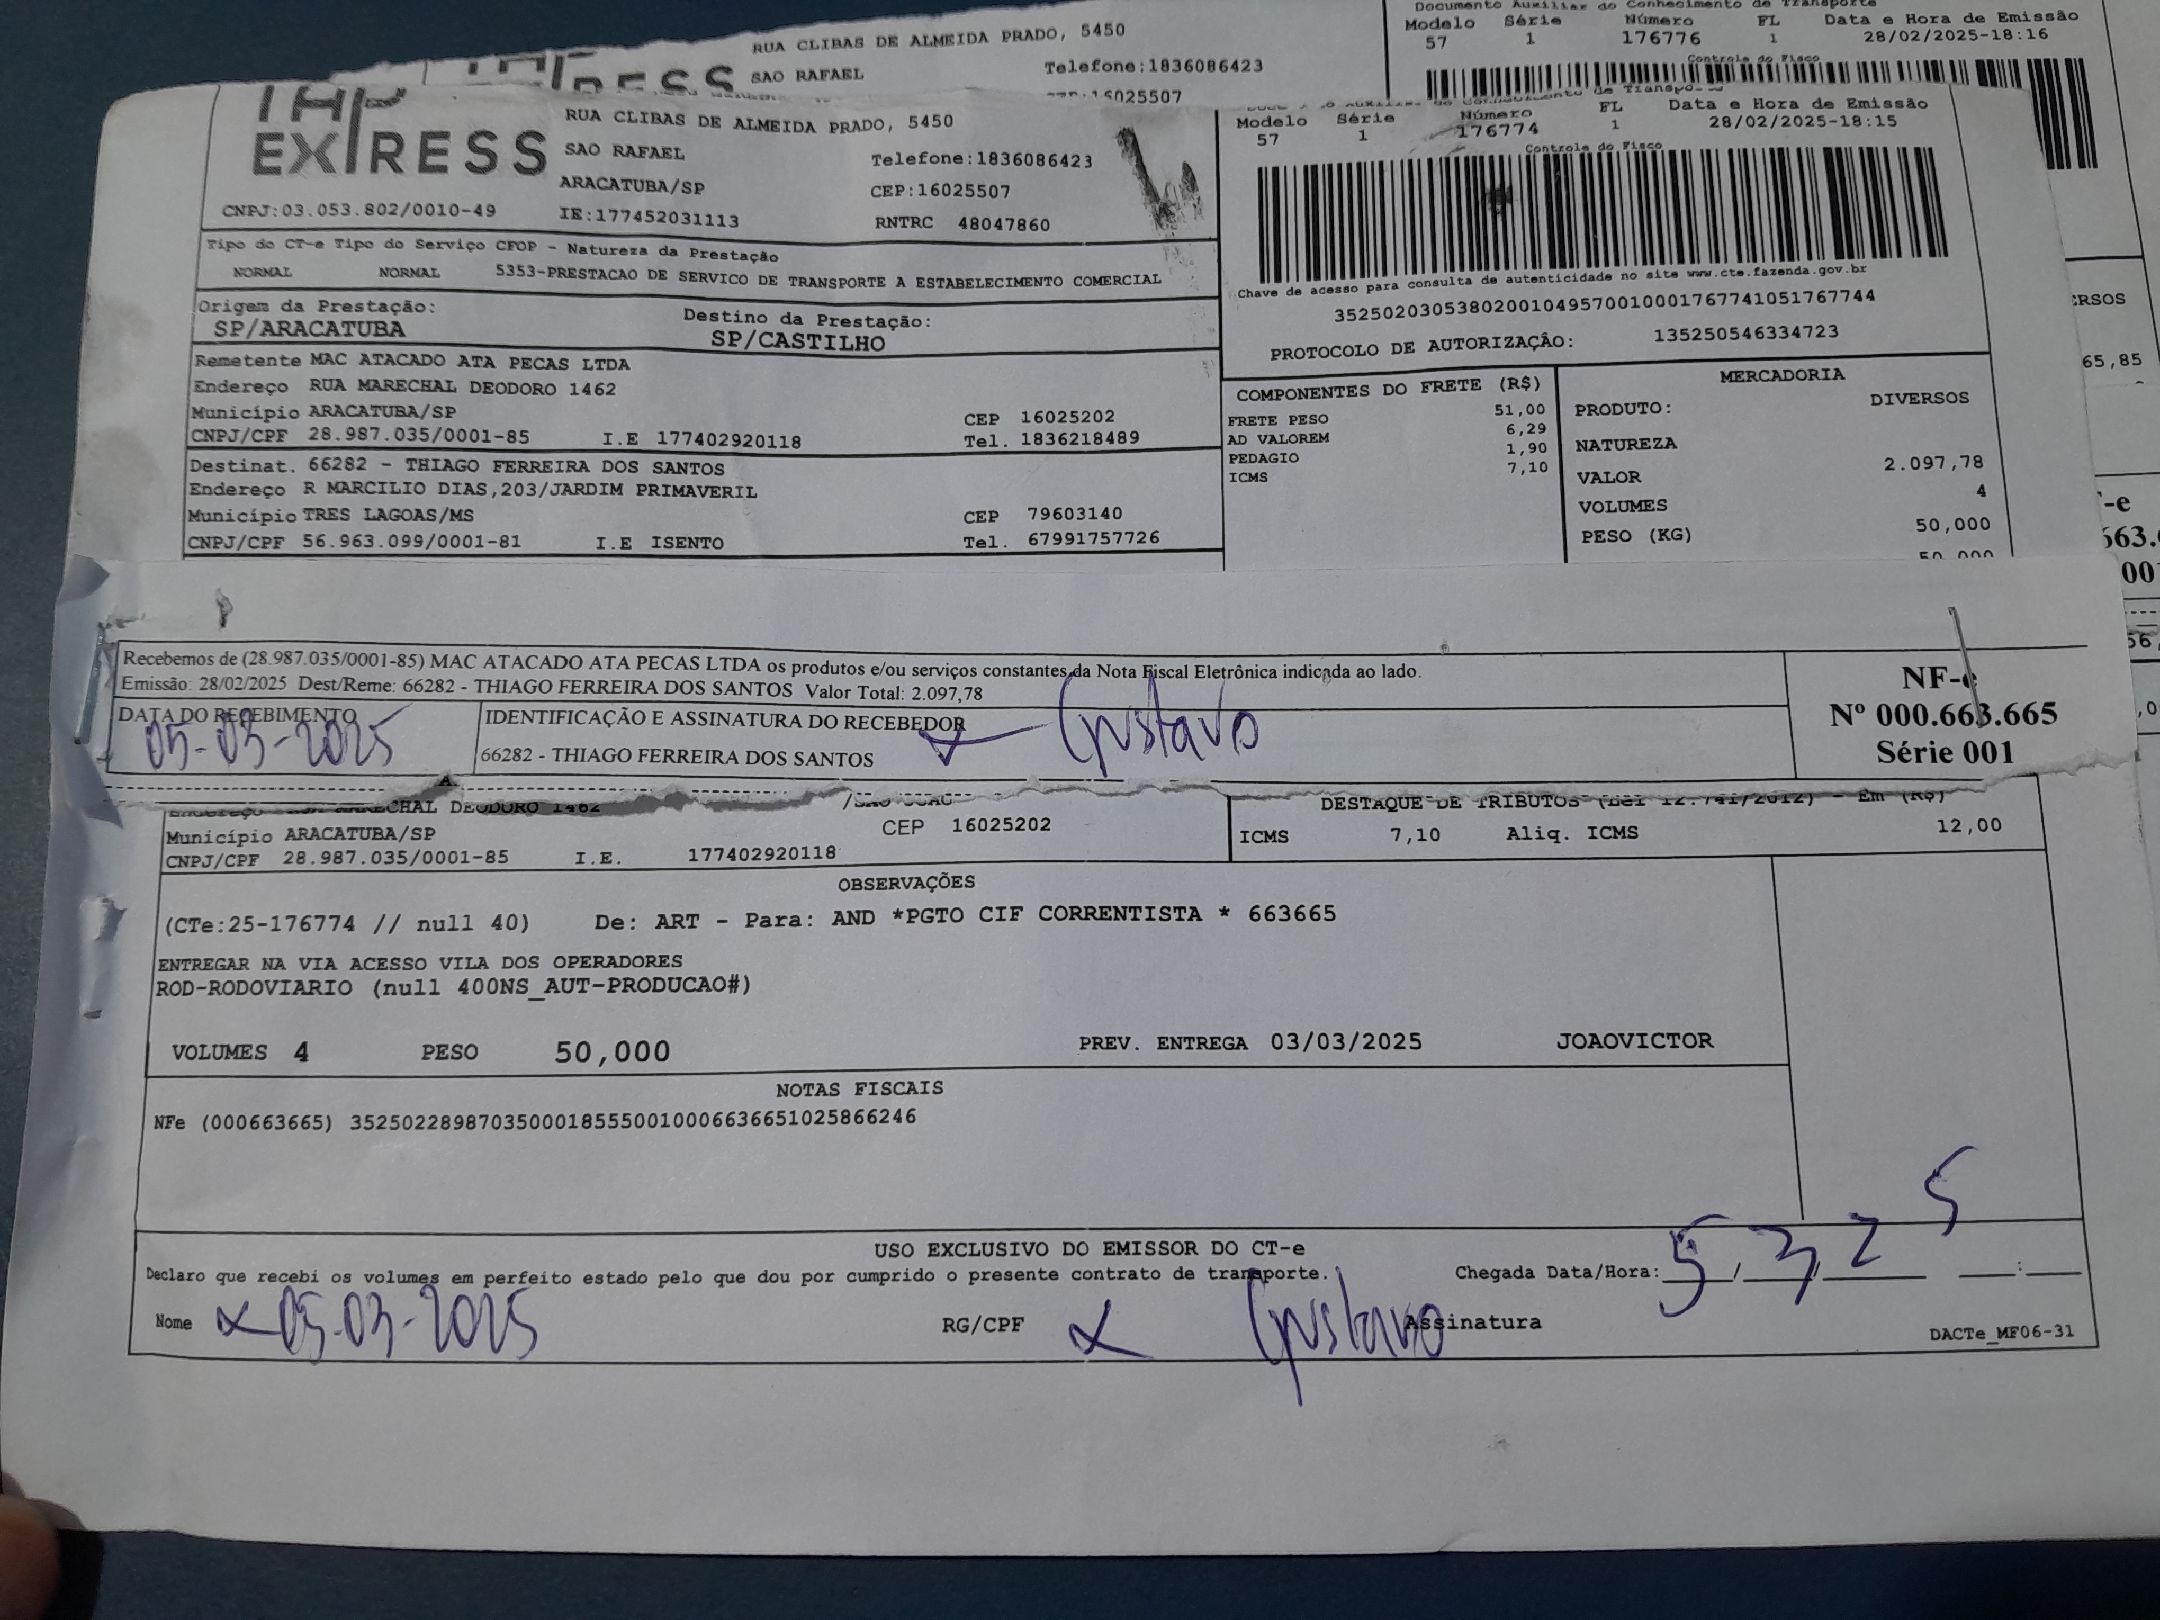 RUA CLIBAS DE ALMEIDA PRADO, 5450
SAO RAFAEL
Telefone:1836086423
Documento Auxiliar do Conhecimento de Transporte
Modelo Série Número FL Data e Hora de Emissão
57 1 176776 1 28/02/2025-18:16
Controle do Fisco
EXPRESS
RUA CLIBAS DE ALMEIDA PRADO, 5450
SAO RAFAEL
Telefone:1836086423
ARACATUBA/SP
CEP:16025507
CNPJ:03.053.802/0010-49
IE:177452031113
RNTRC 48047860
Modelo Série Número FL Data e Hora de Emissão
57 1 176774 1 28/02/2025-18:15
Controle do Fisco
Chave de acesso para consulta de autenticidade no site www.cte.fazenda.gov.br
35250203053802001049570010001767741051767744
PROTOCOLO DE AUTORIZAÇÂO: 135250546334723
Tipo do CT-e Tipo do Serviço CFOP - Natureza da Prestação
NORMAL NORMAL 5353-PRESTACAO DE SERVICO DE TRANSPORTE A ESTABELECIMENTO COMERCIAL
Origem da Prestação:
SP/ARACATUBA
Destino da Prestação:
SP/CASTILHO
Remetente MAC ATACADO ATA PECAS LTDA
Endereço RUA MARECHAL DEODORO 1462
Município ARACATUBA/SP CEP 16025202
CNPJ/CPF 28.987.035/0001-85 I.E 177402920118 Tel. 1836218489
Destinat. 66282 - THIAGO FERREIRA DOS SANTOS
Endereço R MARCILIO DIAS,203/JARDIM PRIMAVERIL
Município TRES LAGOAS/MS CEP 79603140
CNPJ/CPF 56.963.099/0001-81 I.E ISENTO Tel. 67991757726
COMPONENTES DO FRETE (R$)
FRETE PESO 51,00
AD VALOREM 6,29
PEDAGIO 1,90
ICMS 7,10
MERCADORIA
PRODUTO: DIVERSOS
NATUREZA
VALOR 2.097,78
VOLUMES 4
PESO (KG) 50,000
65,85
Recebemos de (28.987.035/0001-85) MAC ATACADO ATA PECAS LTDA os produtos e/ou serviços constantes da Nota Fiscal Eletrônica indicada ao lado.
Emissão: 28/02/2025 Dest/Reme: 66282 - THIAGO FERREIRA DOS SANTOS Valor Total: 2.097,78
DATA DO RECEBIMENTO
05-03-2025
IDENTIFICAÇÃO E ASSINATURA DO RECEBEDOR
66282 - THIAGO FERREIRA DOS SANTOS
Gustavo
NF-e
Nº 000.663.665
Série 001
MARECHAL DEODORO 1462
Município ARACATUBA/SP CEP 16025202
CNPJ/CPF 28.987.035/0001-85 I.E. 177402920118
DESTAQUE DE TRIBUTOS (Lei 12.741/2012) - Em (R$)
ICMS 7,10 Aliq. ICMS 12,00
OBSERVAÇÕES
(CTe:25-176774 // null 40) De: ART - Para: AND *PGTO CIF CORRENTISTA * 663665
ENTREGAR NA VIA ACESSO VILA DOS OPERADORES
ROD-RODOVIARIO (null 400NS_AUT-PRODUCAO#)
VOLUMES 4 PESO 50,000 PREV. ENTREGA 03/03/2025 JOAOVICTOR
NOTAS FISCAIS
NFe (000663665) 35250228987035000185550010006636651025866246
USO EXCLUSIVO DO EMISSOR DO CT-e
Declaro que recebi os volumes em perfeito estado pelo que dou por cumprido o presente contrato de transporte.
Chegada Data/Hora: 5/3/25 :
Nome x 05-03-2025 RG/CPF x Gustavo Assinatura
DACTe_MF06-31